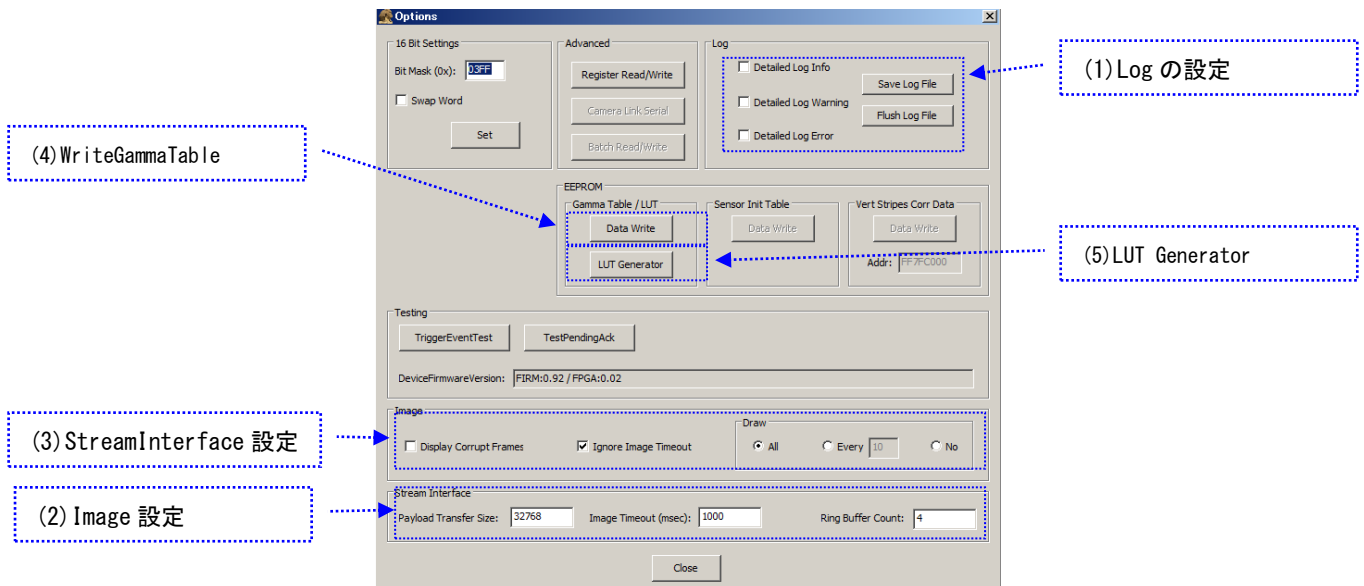 Options
16 Bit Settings
Bit Mask (0x): 03FF
Swap Word
Set
Advanced
Register Read/Write
Camera Link Serial
Batch Read/Write
Log
Detailed Log Info
Detailed Log Warning
Detailed Log Error
Save Log File
Flush Log File
(1)Log の設定
(4)WriteGammaTable
EEPROM
Gamma Table / LUT
Data Write
LUT Generator
Sensor Init Table
Data Write
Vert Stripes Corr Data
Data Write
Addr: FF7FC000
(5)LUT Generator
Testing
TriggerEventTest
TestPendingAck
DeviceFirmwareVersion: FIRM:0.92 / FPGA:0.02
(3)StreamInterface 設定
Image
Display Corrupt Frames
Ignore Image Timeout
Draw
All
Every 10
No
(2)Image 設定
Stream Interface
Payload Transfer Size: 32768
Image Timeout (msec): 1000
Ring Buffer Count: 4
Close